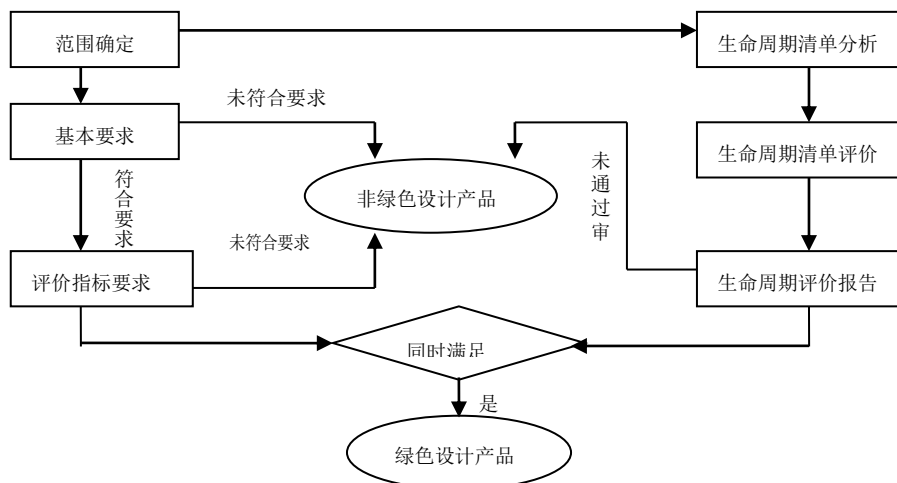 范围确定
生命周期清单分析
未符合要求
基本要求
生命周期清单评价
符合要求
未通过审
非绿色设计产品
未符合要求
评价指标要求
生命周期评价报告
同时满足
是
绿色设计产品